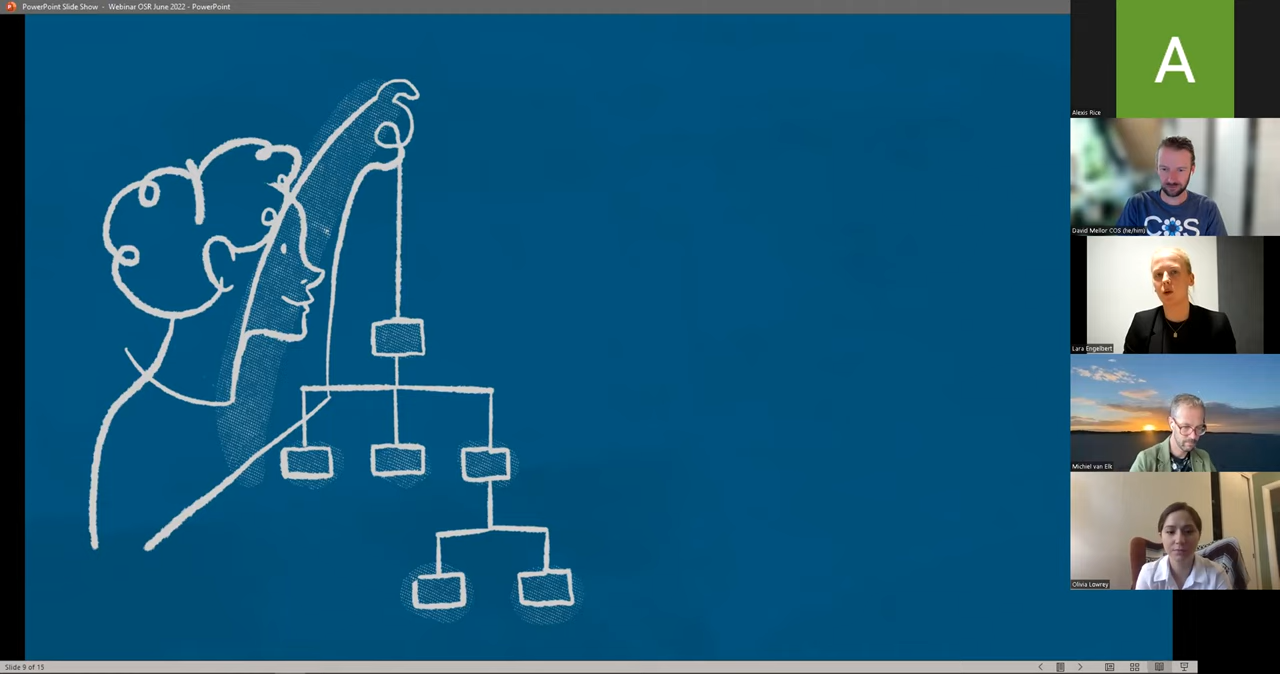 PowerPoint Slide Show - Webinar OSR June 2022 - PowerPoint
A
Alexis Rice
COS
David Mellor COS (he/him)
Lara Engelbert
Michiel van Elk
Olivia Lowrey
Slide 9 of 15